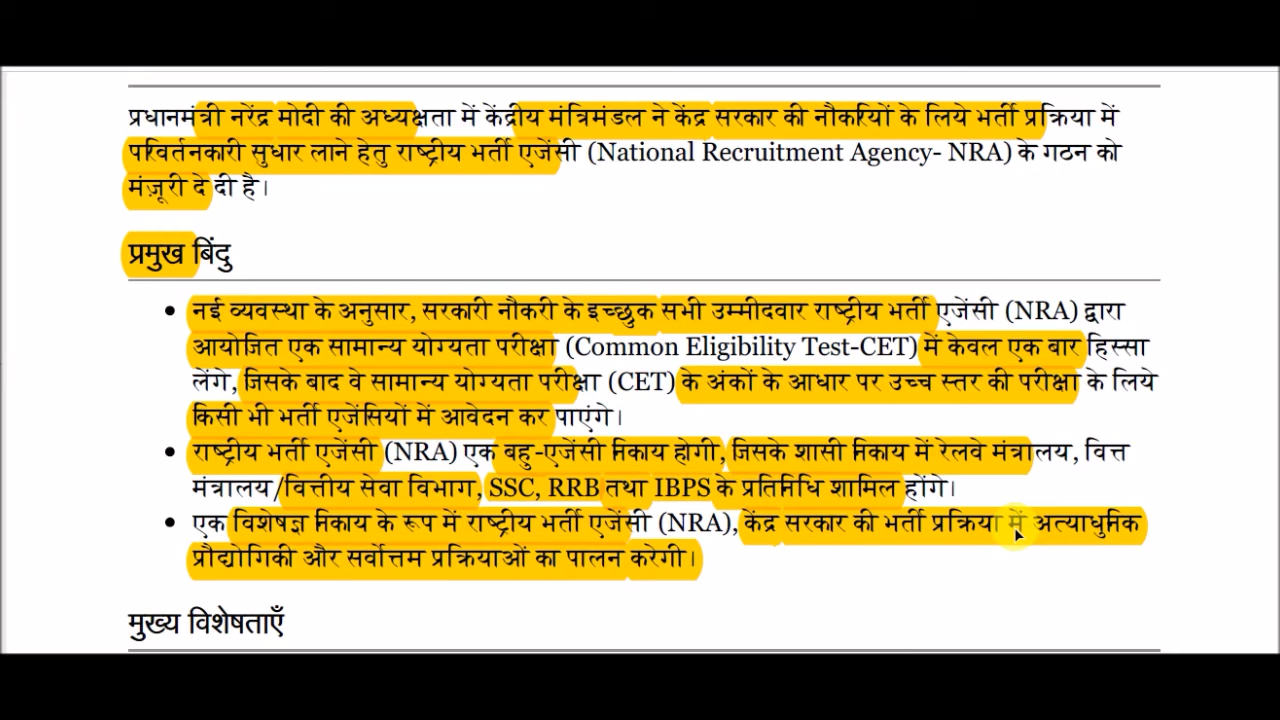 प्रधानमंत्री नरेंद्र मोदी की अध्यक्षता में केंद्रीय मंत्रिमंडल ने केंद्र सरकार की नौकरियों के लिये भर्ती प्रक्रिया में
परिवर्तनकारी सुधार लाने हेतु राष्ट्रीय भर्ती एजेंसी (National Recruitment Agency- NRA) के गठन को
मंज़ूरी दे दी है।
प्रमुख बिंदु
• नई व्यवस्था के अनुसार, सरकारी नौकरी के इच्छुक सभी उम्मीदवार राष्ट्रीय भर्ती एजेंसी (NRA) द्वारा
आयोजित एक सामान्य योग्यता परीक्षा (Common Eligibility Test-CET) में केवल एक बार हिस्सा
लेंगे, जिसके बाद वे सामान्य योग्यता परीक्षा (CET) के अंकों के आधार पर उच्च स्तर की परीक्षा के लिये
किसी भी भर्ती एजेंसियों में आवेदन कर पाएंगे।
• राष्ट्रीय भर्ती एजेंसी (NRA) एक बहु-एजेंसी निकाय होगी, जिसके शासी निकाय में रेलवे मंत्रालय, वित्त
मंत्रालय/वित्तीय सेवा विभाग, SSC, RRB तथा IBPS के प्रतिनिधि शामिल होंगे।
• एक विशेषज्ञ निकाय के रूप में राष्ट्रीय भर्ती एजेंसी (NRA), केंद्र सरकार की भर्ती प्रक्रिया में अत्याधुनिक
प्रौद्योगिकी और सर्वोत्तम प्रक्रियाओं का पालन करेगी।
मुख्य विशेषताएँ